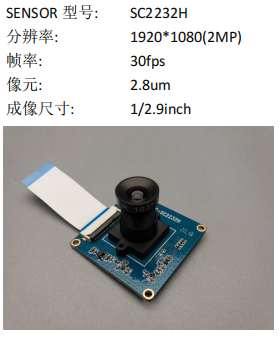 SENSOR 型号: SC2232H
分辨率: 1920*1080(2MP)
帧率: 30fps
像元: 2.8um
成像尺寸: 1/2.9inch
SC2232H